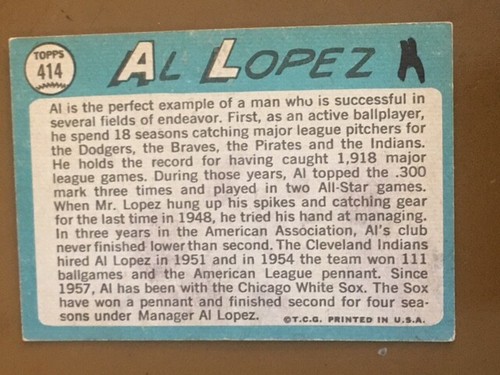 TOPPS
414
AL LOPEZ A
Al is the perfect example of a man who is successful in
several fields of endeavor. First, as an active ballplayer,
he spend 18 seasons catching major league pitchers for
the Dodgers, the Braves, the Pirates and the Indians.
He holds the record for having caught 1,918 major
league games. During those years, Al topped the .300
mark three times and played in two All-Star games.
When Mr. Lopez hung up his spikes and catching gear
for the last time in 1948, he tried his hand at managing.
In three years in the American Association, Al's club
never finished lower than second. The Cleveland Indians
hired Al Lopez in 1951 and in 1954 the team won 111
ballgames and the American League pennant. Since
1957, Al has been with the Chicago White Sox. The Sox
have won a pennant and finished second for four sea-
sons under Manager Al Lopez. ©T.C.G. PRINTED IN U.S.A.